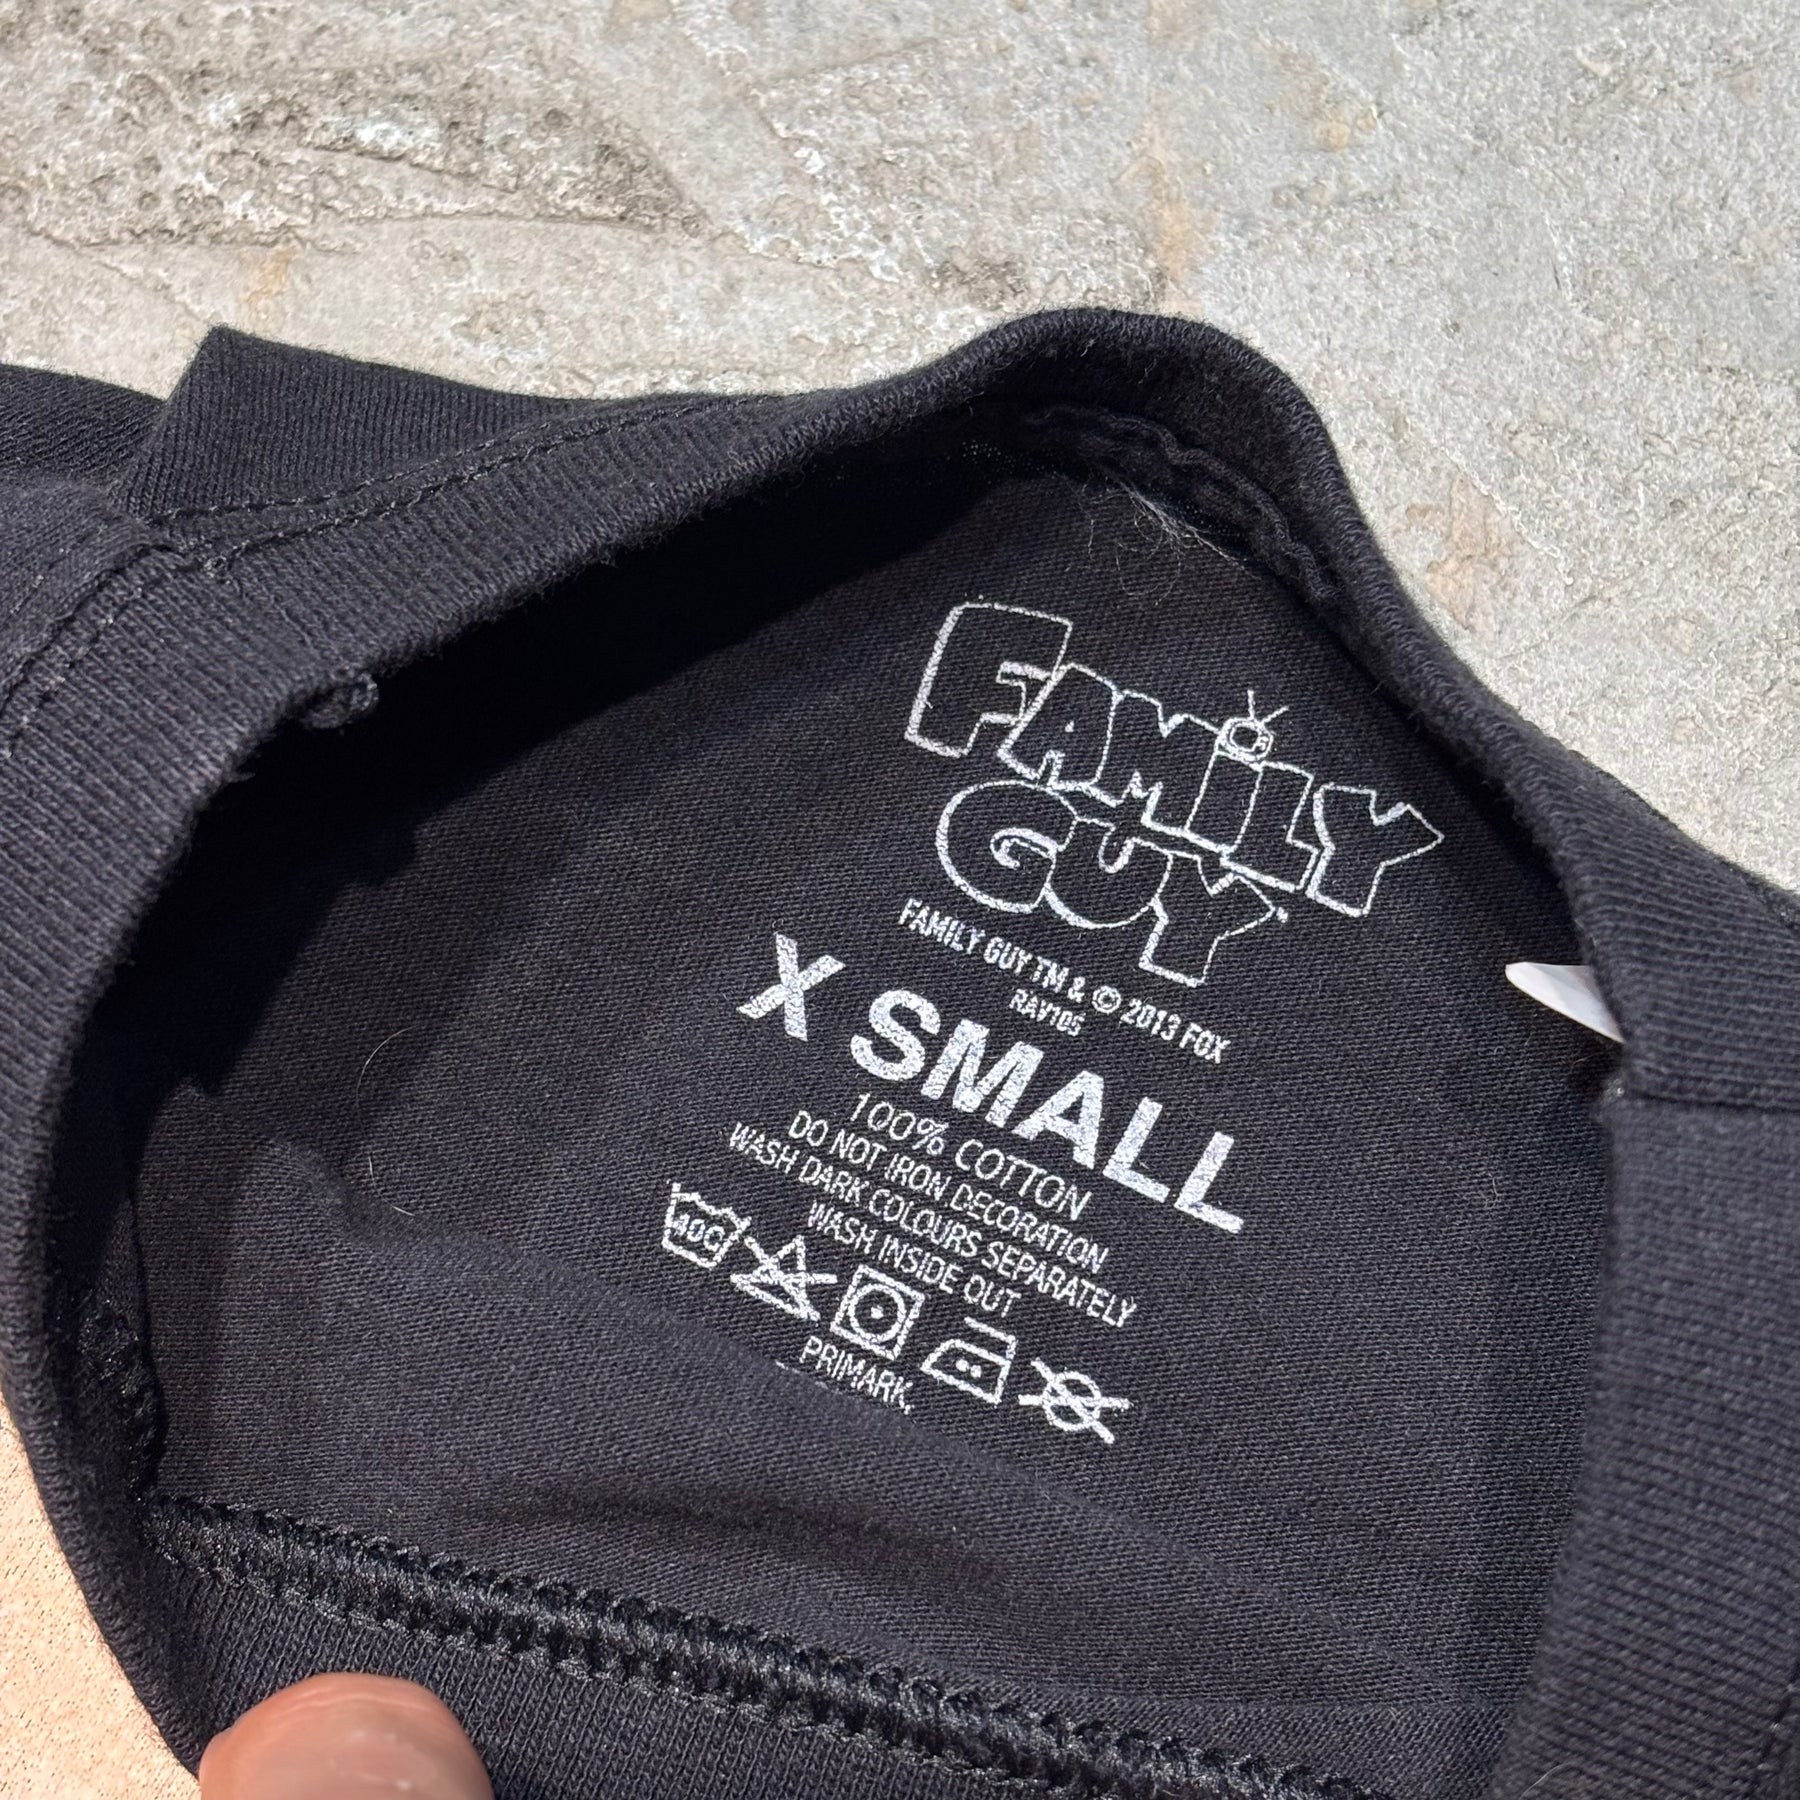 FAMILY
GUY™
FAMILY GUY TM & © 2013 FOX
RAV105
X SMALL
100% COTTON
DO NOT IRON DECORATION
WASH DARK COLOURS SEPARATELY
WASH INSIDE OUT
40C
PRIMARK.